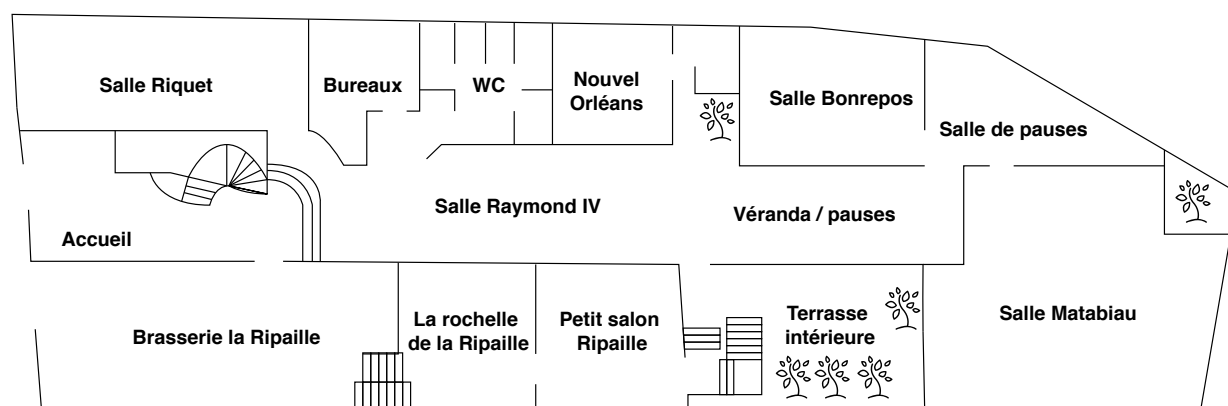 Salle Riquet
Bureaux
WC
Nouvel
Orléans
Salle Bonrepos
Salle de pauses
Salle Raymond IV
Véranda / pauses
Accueil
Brasserie la Ripaille
La rochelle
de la Ripaille
Petit salon
Ripaille
Terrasse
intérieure
Salle Matabiau